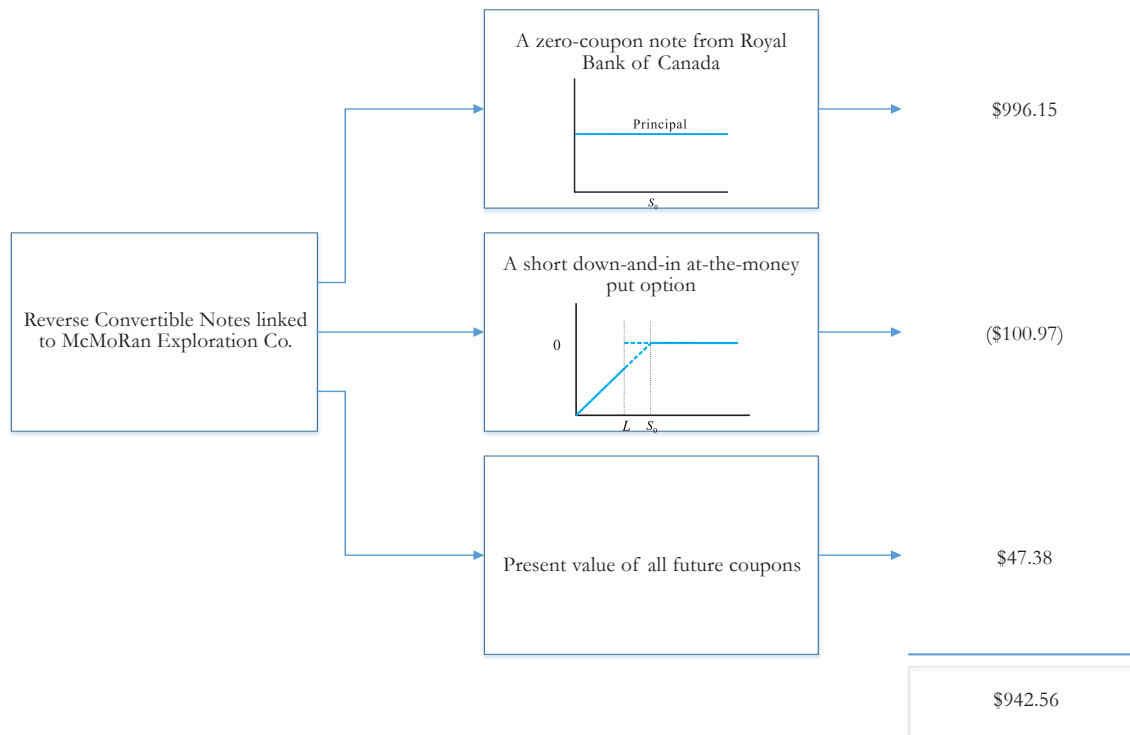 A zero-coupon note from Royal
Bank of Canada
Principal
S₀
$996.15
Reverse Convertible Notes linked
to McMoRan Exploration Co.
A short down-and-in at-the-money
put option
0
L
S₀
($100.97)
Present value of all future coupons
$47.38
$942.56